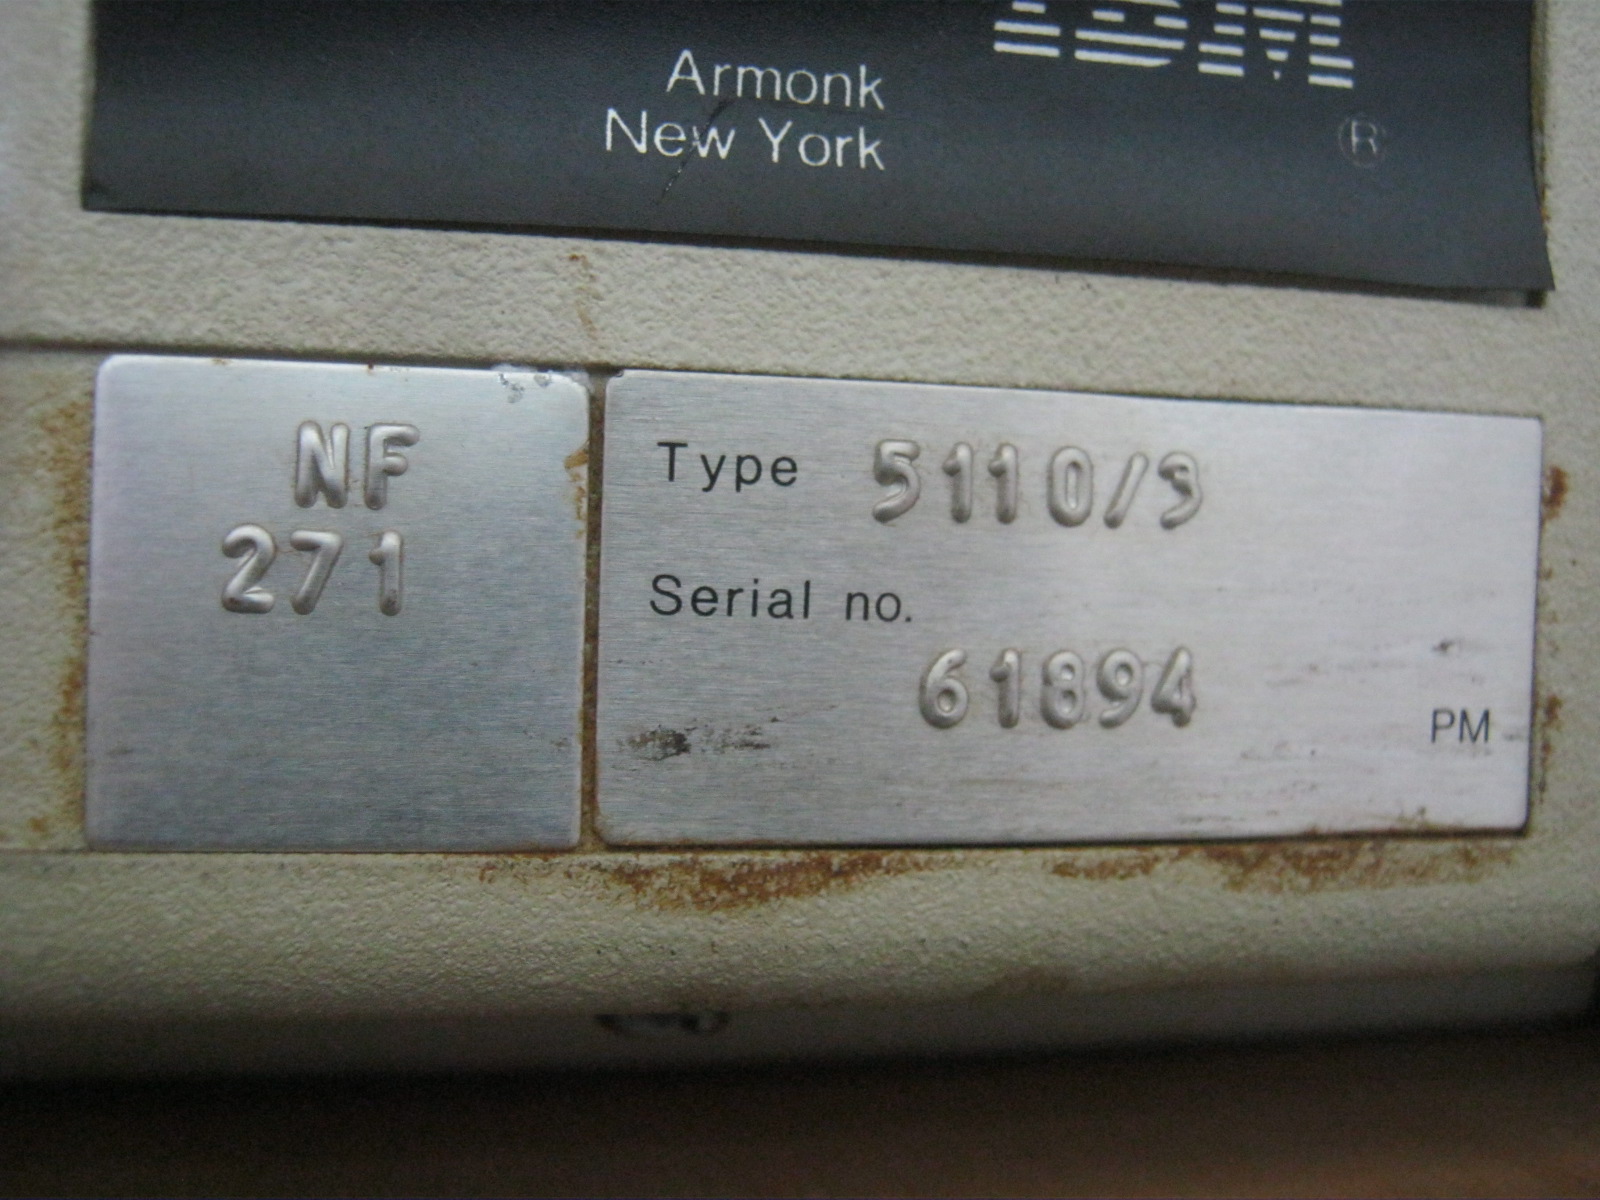 IBM
Armonk
New York
®
NF
271
Type 5110/3
Serial no.
61894
PM